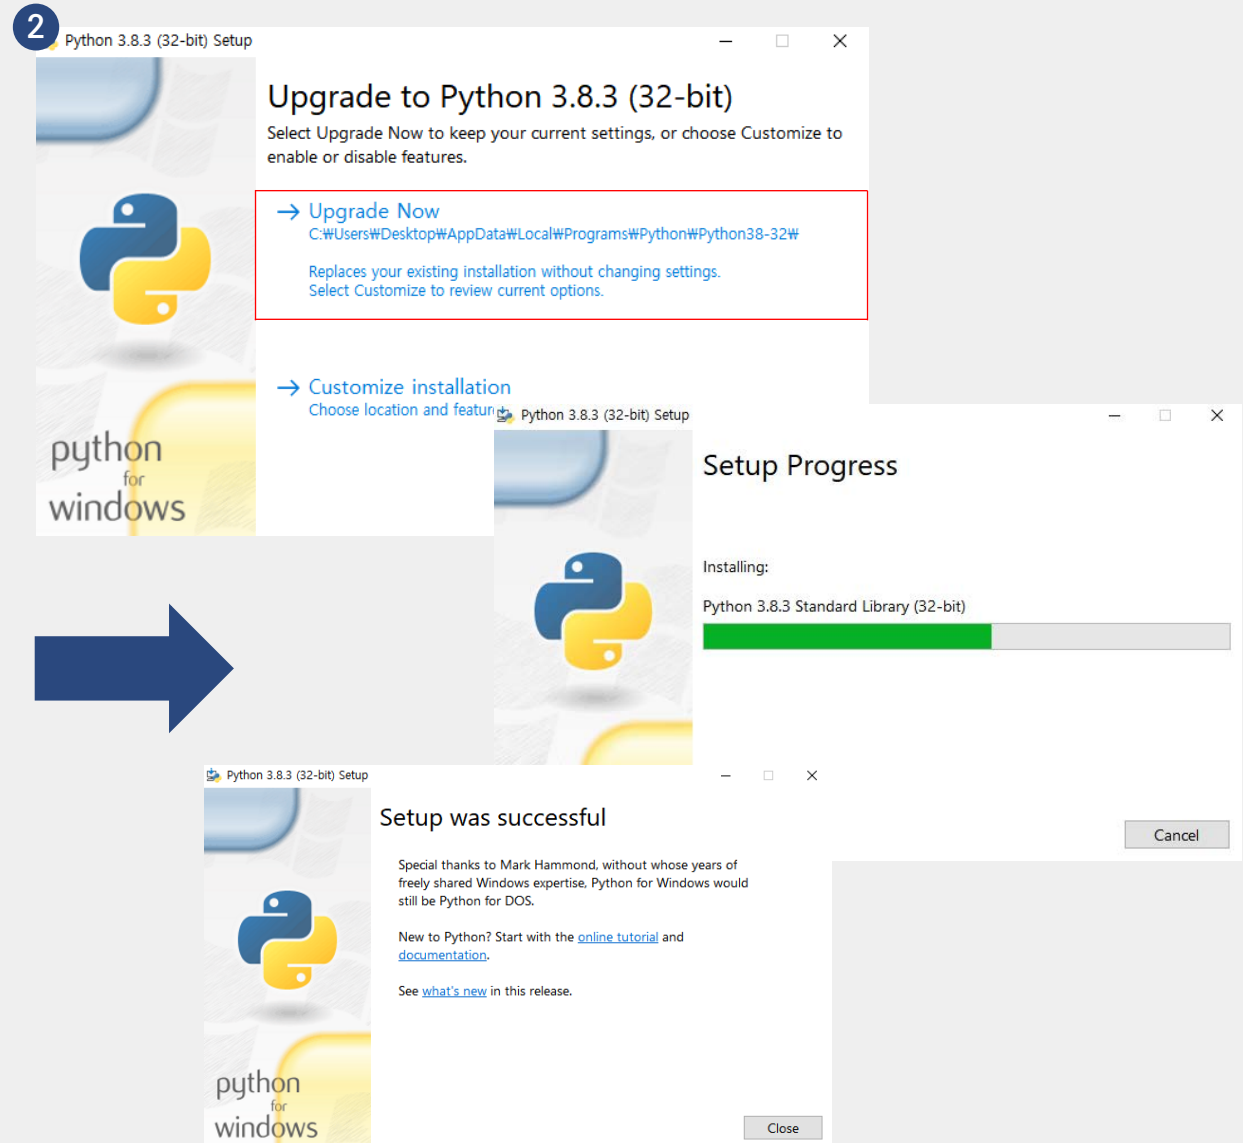 2
Python 3.8.3 (32-bit) Setup
Upgrade to Python 3.8.3 (32-bit)
Select Upgrade Now to keep your current settings, or choose Customize to
enable or disable features.
→ Upgrade Now
C:₩Users₩Desktop₩AppData₩Local₩Programs₩Python₩Python38-32₩
Replaces your existing installation without changing settings.
Select Customize to review current options.
→ Customize installation
Choose location and featur
python
for
windows
Python 3.8.3 (32-bit) Setup
Setup Progress
Installing:
Python 3.8.3 Standard Library (32-bit)
Cancel
Python 3.8.3 (32-bit) Setup
Setup was successful
Special thanks to Mark Hammond, without whose years of
freely shared Windows expertise, Python for Windows would
still be Python for DOS.
New to Python? Start with the online tutorial and
documentation.
See what's new in this release.
python
for
windows
Close